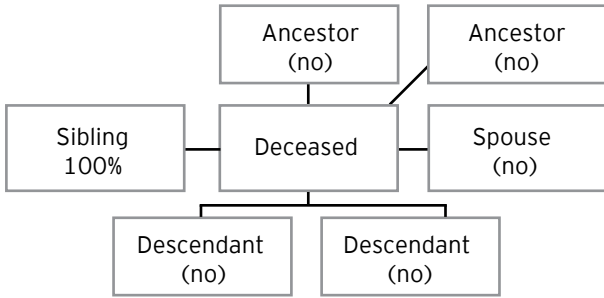 Ancestor
(no)
Ancestor
(no)
Sibling
100%
Deceased
Spouse
(no)
Descendant
(no)
Descendant
(no)